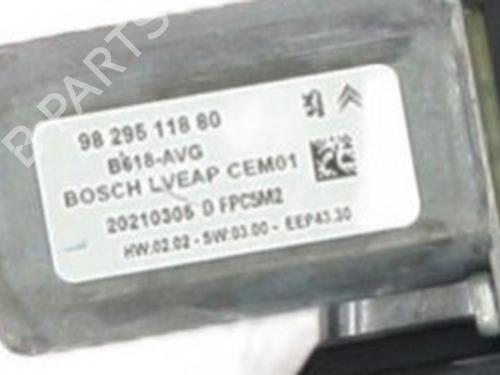 B PARTS
98 295 118 80
B618-AVG
BOSCH LVEAP CEM01
20210305 D FPC5M2
HW:02.02 - SW:03.00 - EEP43.30